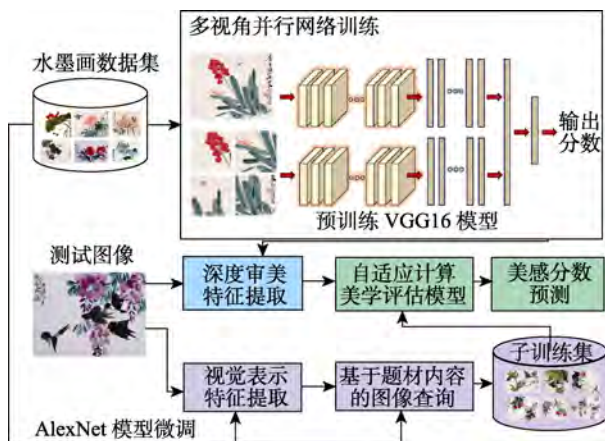 多视角并行网络训练
水墨画数据集
输出
分数
预训练 VGG16 模型
测试图像
深度审美
特征提取
自适应计算
美学评估模型
美感分数
预测
子训练集
视觉表示
特征提取
基于题材内容
的图像查询
AlexNet 模型微调